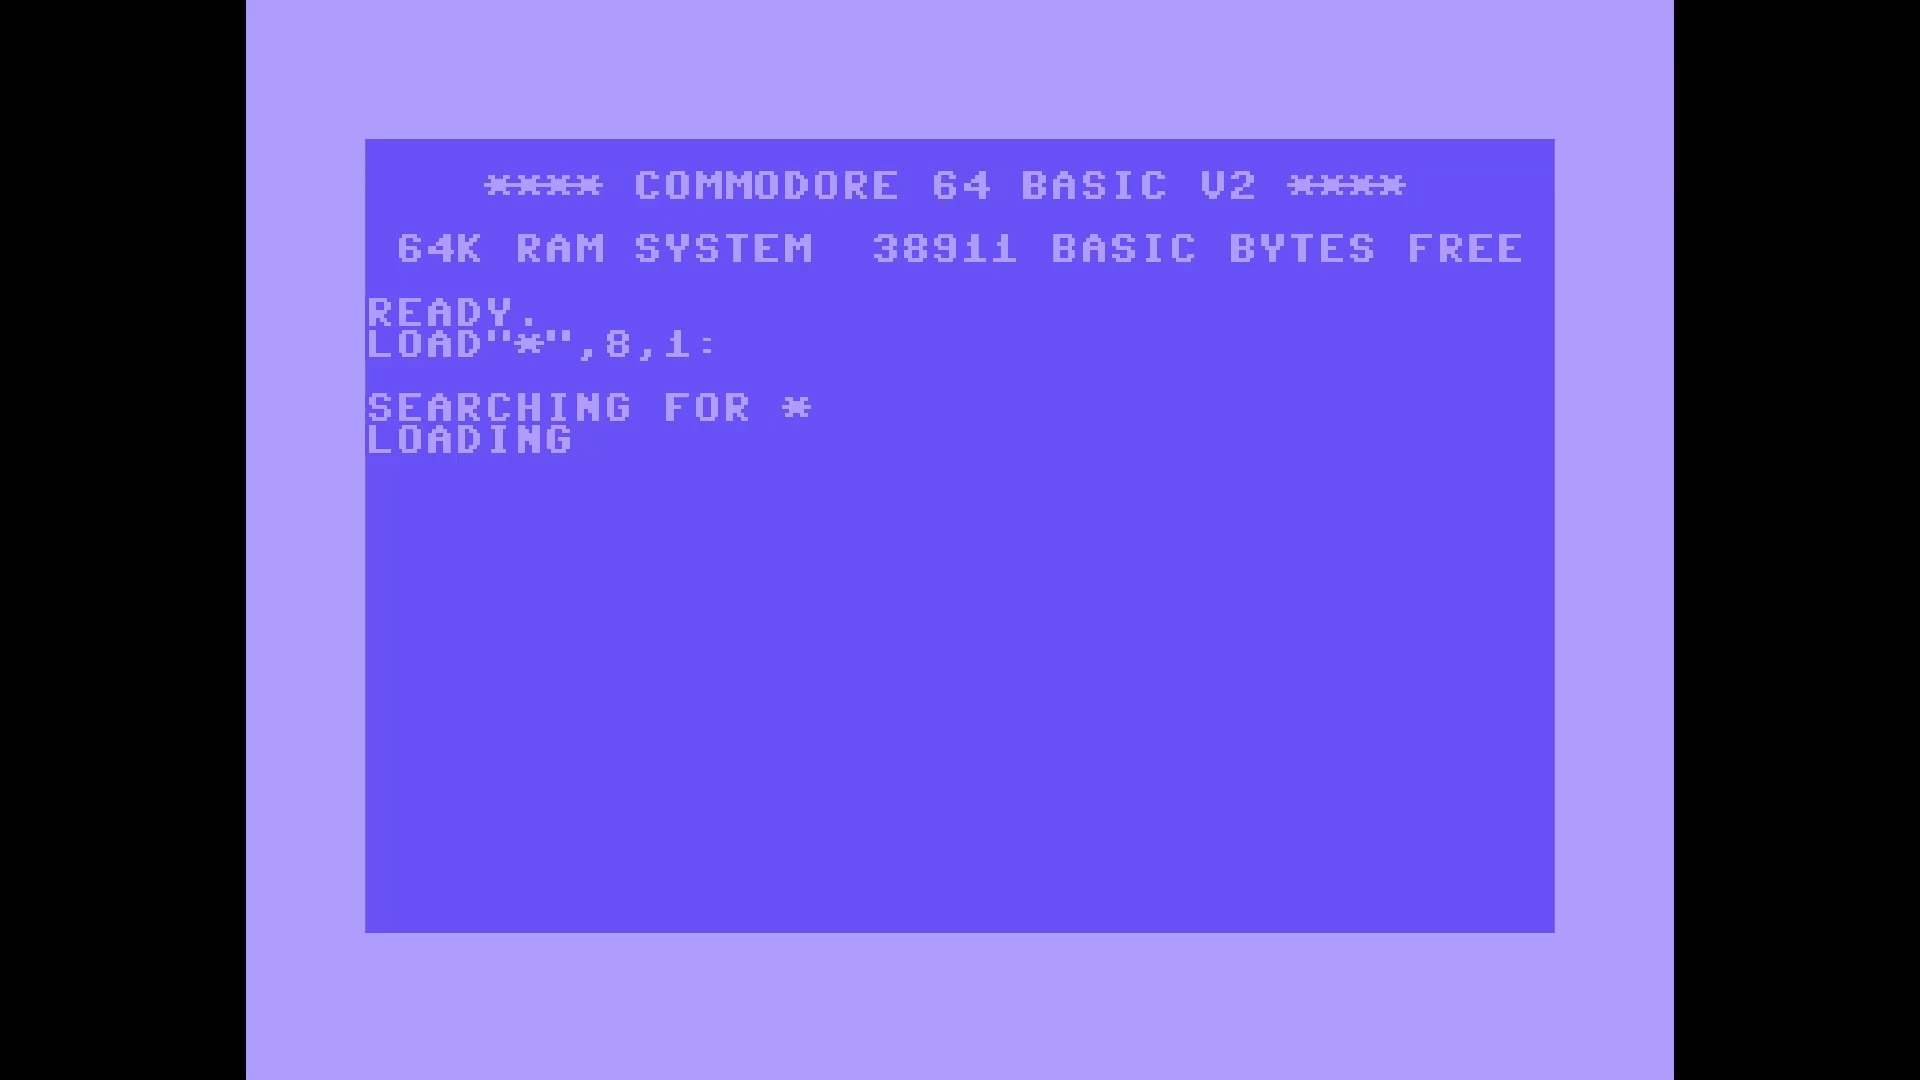 **** COMMODORE 64 BASIC V2 ****
64K RAM SYSTEM  38911 BASIC BYTES FREE
READY.
LOAD"*",8,1:
SEARCHING FOR *
LOADING